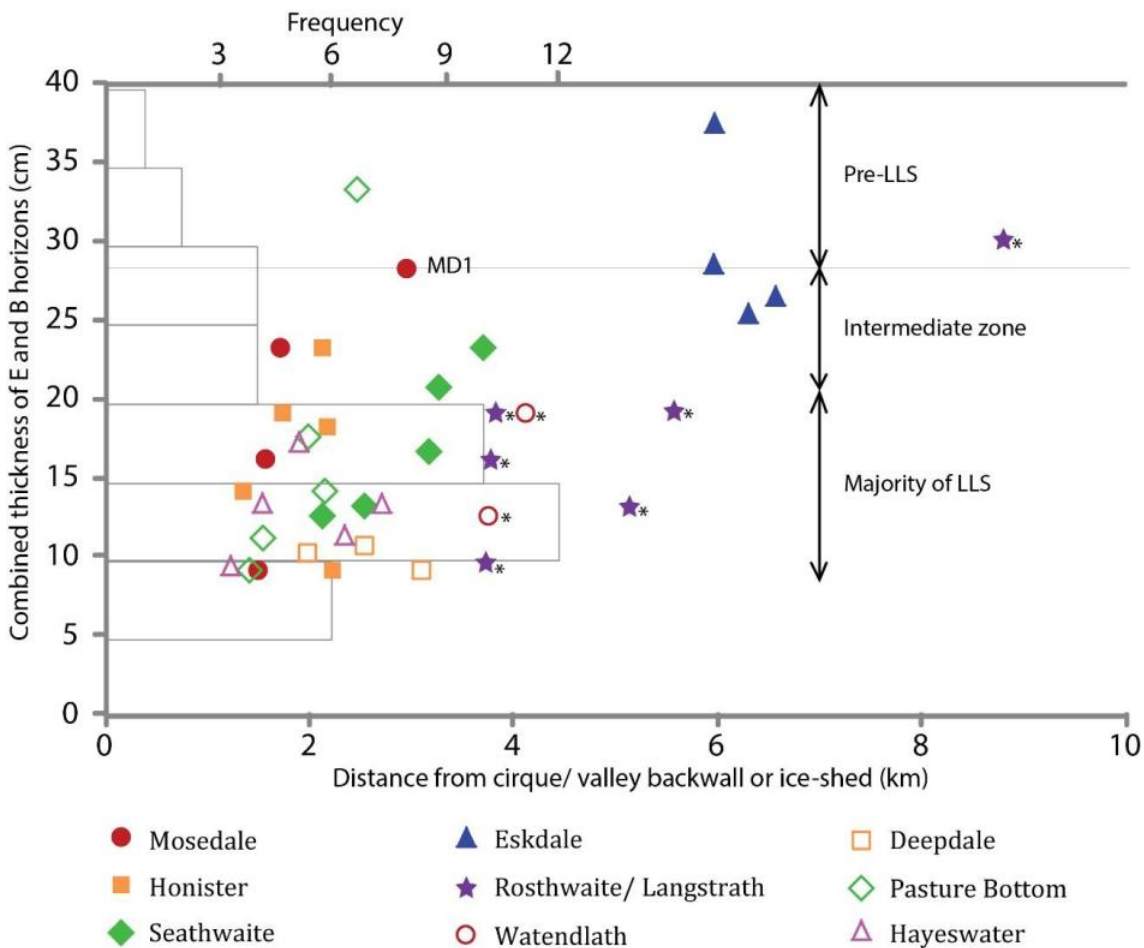 Frequency
3 6 9 12
Combined thickness of E and B horizons (cm)
40
35
30
25
20
15
10
5
0
Pre-LLS
*
MD1
Intermediate zone
* * *
*
Majority of LLS
* *
*
0 2 4 6 8 10
Distance from cirque/ valley backwall or ice-shed (km)
Mosedale Eskdale Deepdale
Honister Rosthwaite/ Langstrath Pasture Bottom
Seathwaite Watendlath Hayeswater